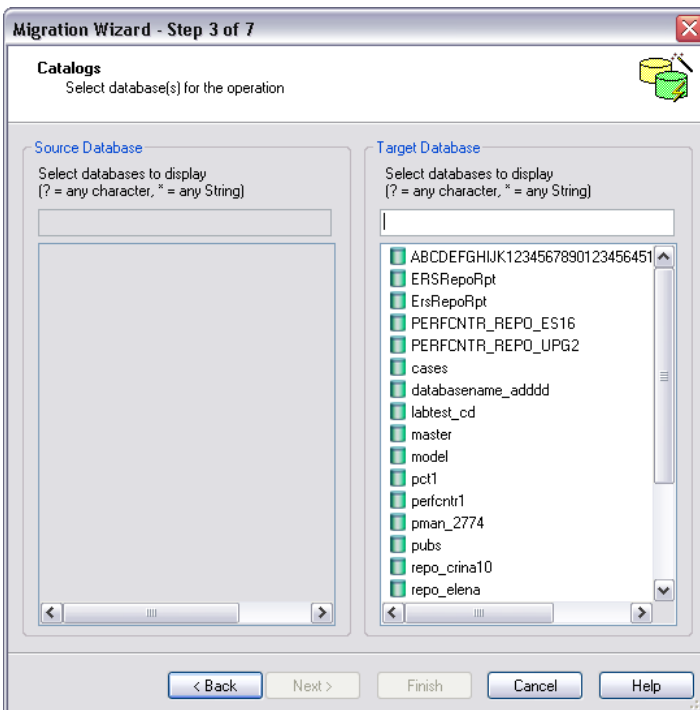 Migration Wizard - Step 3 of 7
Catalogs
Select database(s) for the operation
Source Database
Select databases to display
(? = any character, * = any String)
Target Database
Select databases to display
(? = any character, * = any String)
ABCDEFGHIJK1234567890123456451
ERSRepoRpt
ErsRepoRpt
PERFCNTR_REPO_ES16
PERFCNTR_REPO_UPG2
cases
databasename_adddd
labtest_cd
master
model
pct1
perfcntr1
pman_2774
pubs
repo_crina10
repo_elena
< Back
Next >
Finish
Cancel
Help